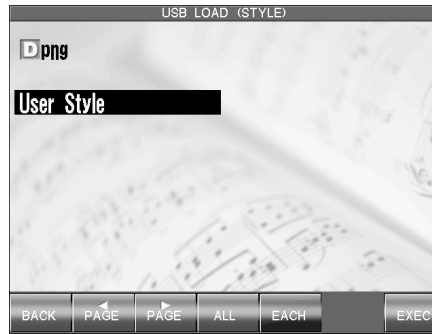 USB LOAD (STYLE)
D png
User Style
BACK PAGE PAGE ALL EACH EXEC